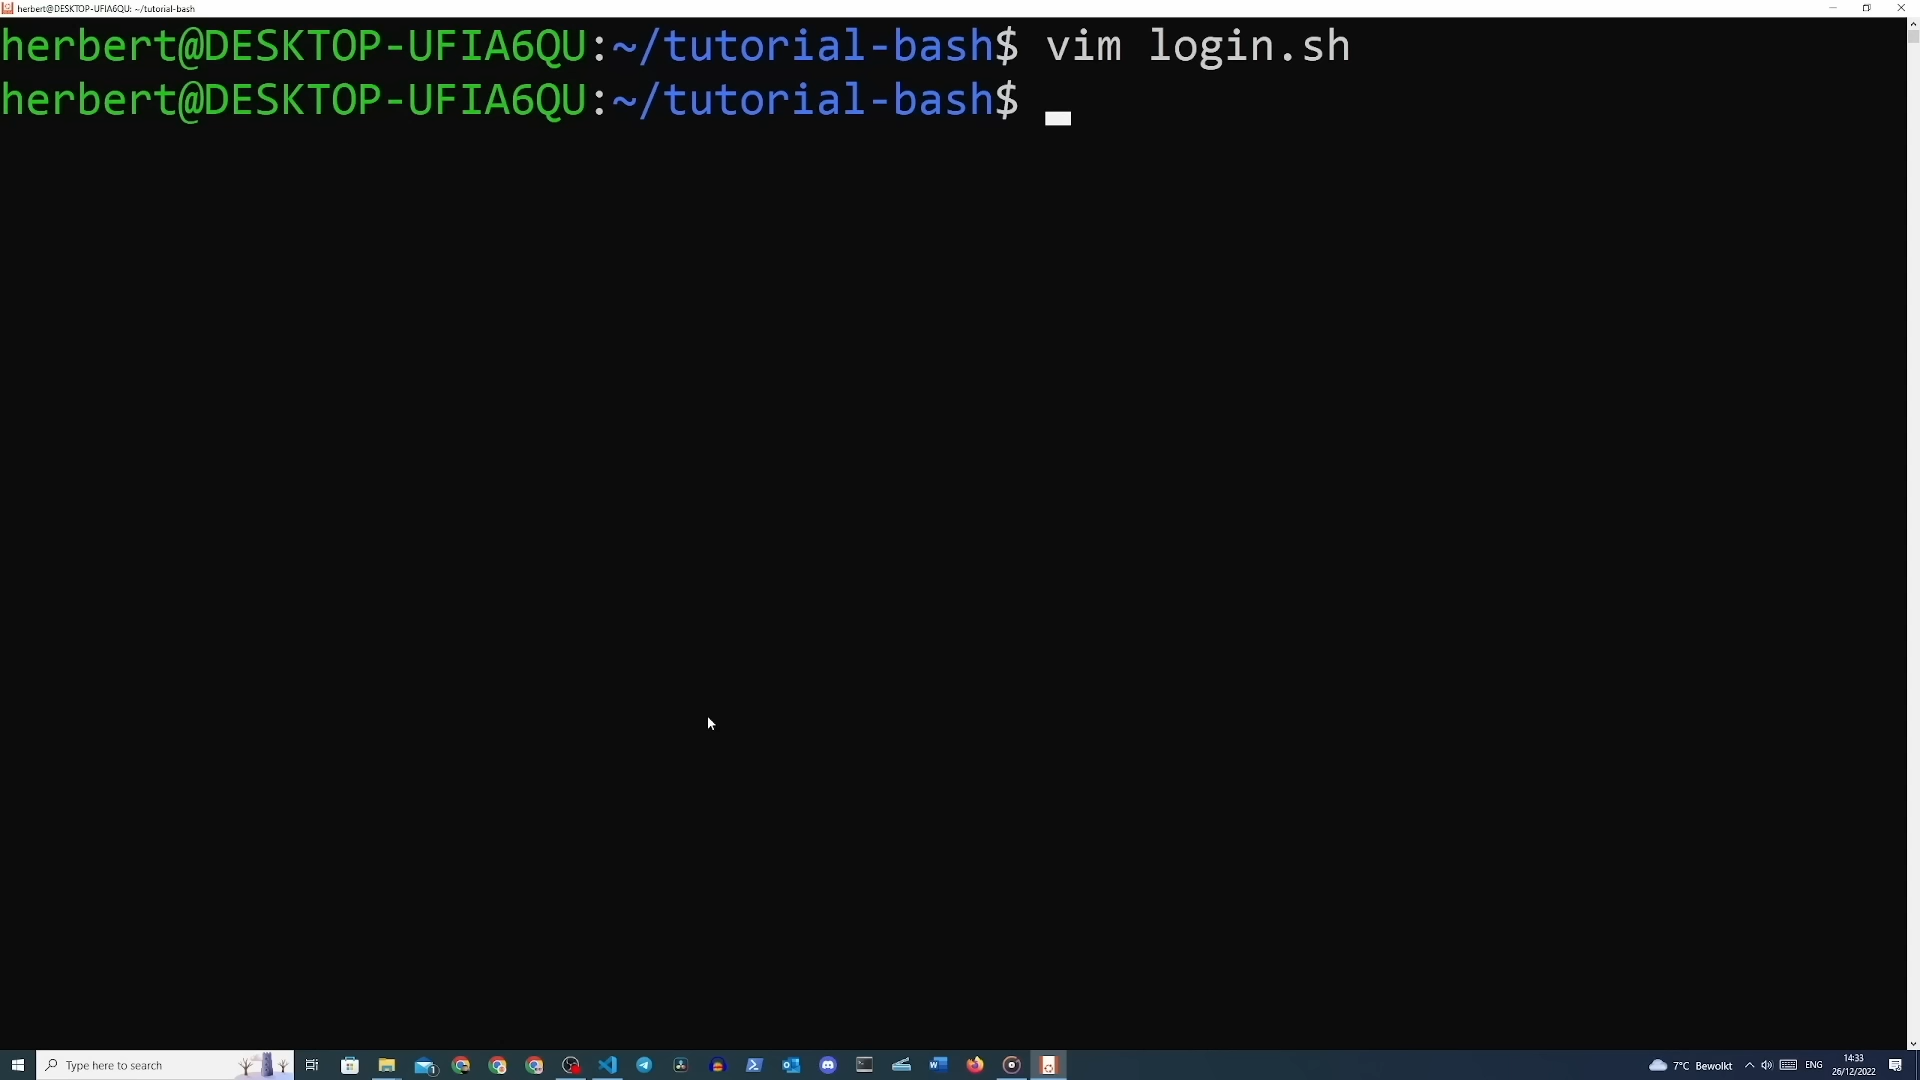 herbert@DESKTOP-UFIA6QU: ~/tutorial-bash
herbert@DESKTOP-UFIA6QU:~/tutorial-bash$ vim login.sh
herbert@DESKTOP-UFIA6QU:~/tutorial-bash$
Type here to search
1
7°C Bewolkt
ENG
14:33
26/12/2022